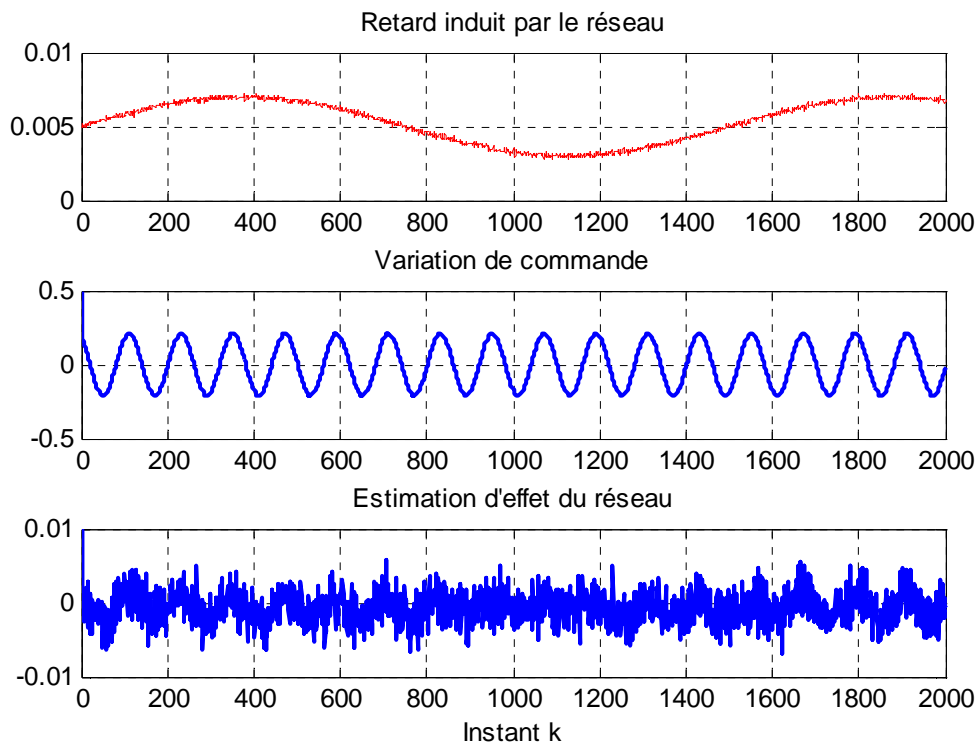 Retard induit par le réseau
0.01
0.005
0
0 200 400 600 800 1000 1200 1400 1600 1800 2000
Variation de commande
0.5
0
-0.5
0 200 400 600 800 1000 1200 1400 1600 1800 2000
Estimation d'effet du réseau
0.01
0
-0.01
0 200 400 600 800 1000 1200 1400 1600 1800 2000
Instant k